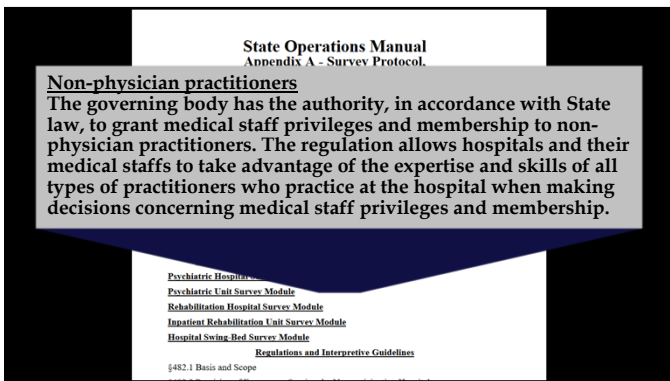 State Operations Manual
Appendix A - Survey Protocol,
Non-physician practitioners
The governing body has the authority, in accordance with State
law, to grant medical staff privileges and membership to non-
physician practitioners. The regulation allows hospitals and their
medical staffs to take advantage of the expertise and skills of all
types of practitioners who practice at the hospital when making
decisions concerning medical staff privileges and membership.
Psychiatric Hospital
Psychiatric Unit Survey Module
Rehabilitation Hospital Survey Module
Inpatient Rehabilitation Unit Survey Module
Hospital Swing-Bed Survey Module
Regulations and Interpretive Guidelines
§482.1 Basis and Scope